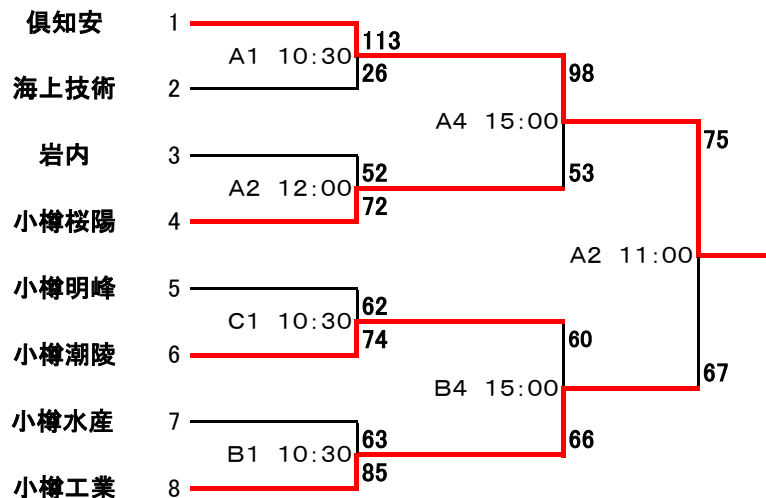 倶知安 1
113
A1 10:30
26
98
海上技術 2
A4 15:00
75
岩内 3
52
53
A2 12:00
72
小樽桜陽 4
A2 11:00
小樽明峰 5
62
C1 10:30
74
60
小樽潮陵 6
67
B4 15:00
小樽水産 7
63
66
B1 10:30
85
小樽工業 8